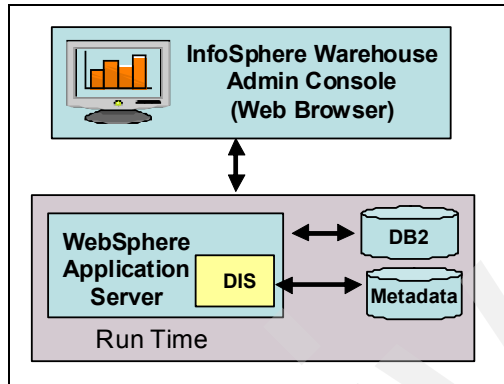 InfoSphere Warehouse
Admin Console
(Web Browser)
WebSphere
Application
Server
DIS
DB2
Metadata
Run Time